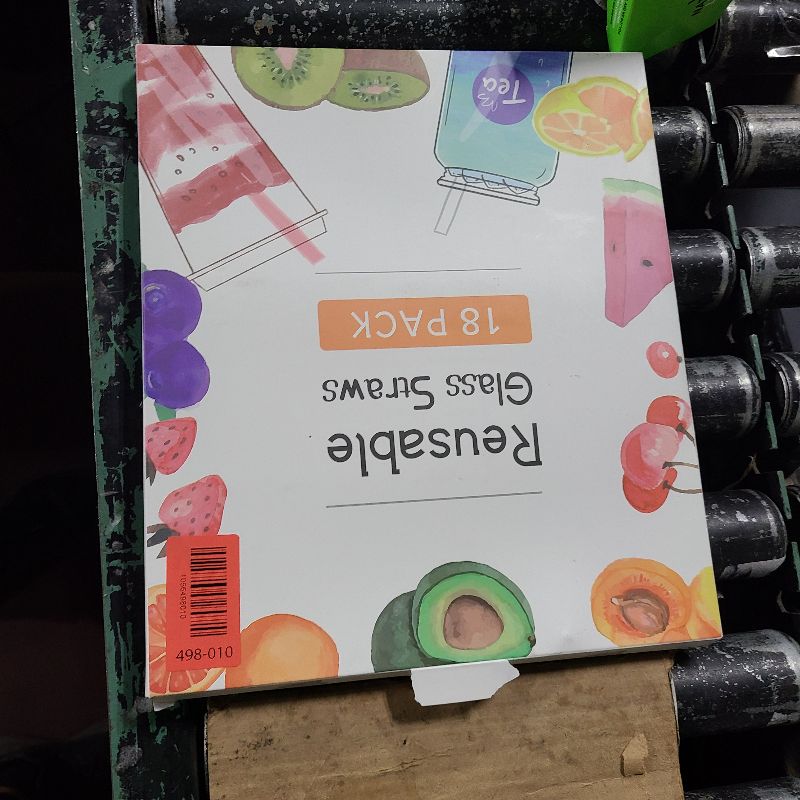 Reusable
Glass Straws
18 PACK
Tea
498-010